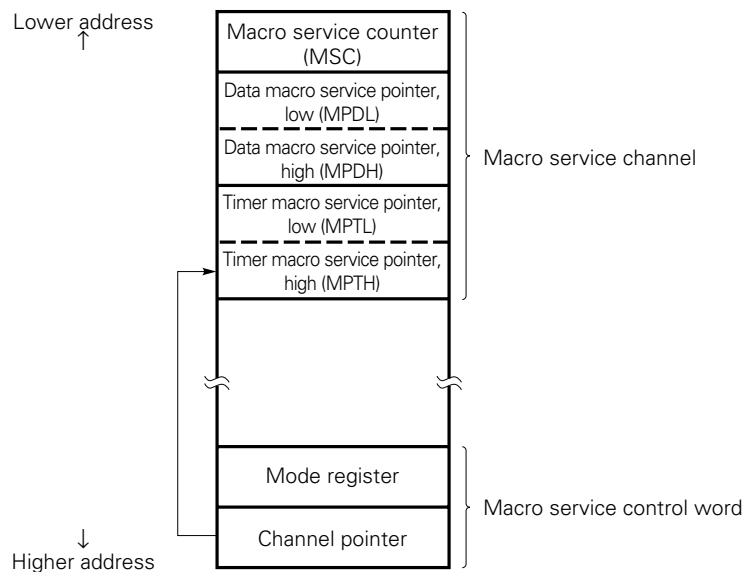 Lower address
↑
Macro service counter
(MSC)
Data macro service pointer,
low (MPDL)
Data macro service pointer,
high (MPDH)
Timer macro service pointer,
low (MPTL)
Timer macro service pointer,
high (MPTH)
Macro service channel
Mode register
Channel pointer
Macro service control word
↓
Higher address